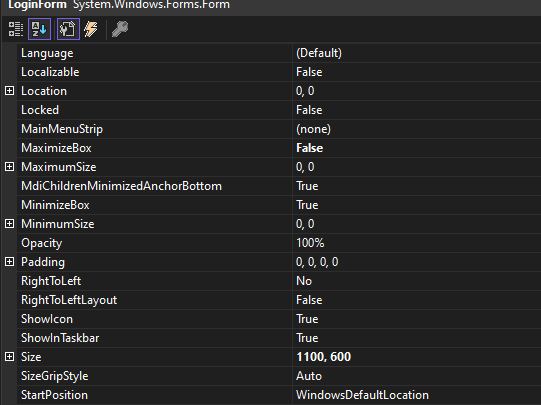 LoginForm System.Windows.Forms.Form
Language (Default)
Localizable False
Location 0, 0
Locked False
MainMenuStrip (none)
MaximizeBox False
MaximumSize 0, 0
MdiChildrenMinimizedAnchorBottom True
MinimizeBox True
MinimumSize 0, 0
Opacity 100%
Padding 0, 0, 0, 0
RightToLeft No
RightToLeftLayout False
ShowIcon True
ShowInTaskbar True
Size 1100, 600
SizeGripStyle Auto
StartPosition WindowsDefaultLocation